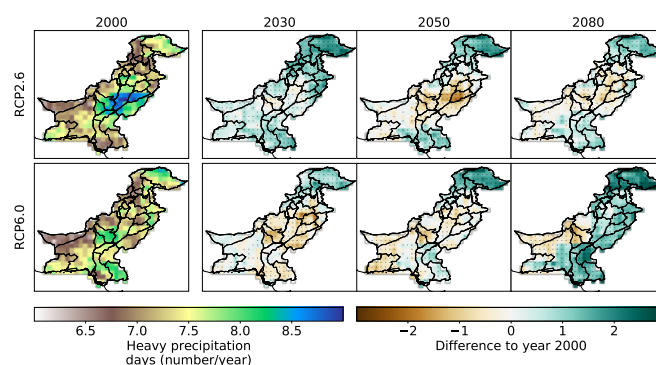 2000 2030 2050 2080
RCP2.6
RCP6.0
6.5 7.0 7.5 8.0 8.5 −2 −1 0 1 2
Heavy precipitation Difference to year 2000
days (number/year)